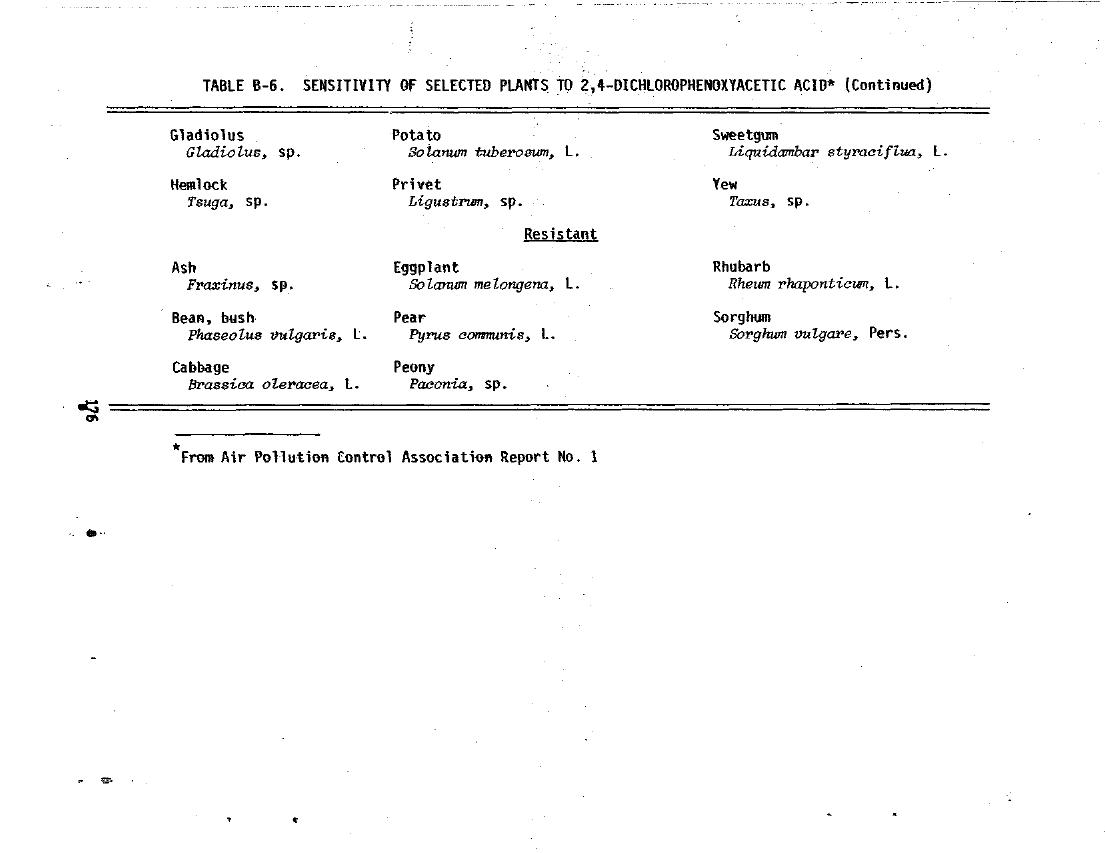 TABLE B-6. SENSITIVITY OF SELECTED PLANTS TO 2,4-DICHLOROPHENOXYACETIC ACID* (Continued)
Gladiolus Potato Sweetgum
Gladiolus, sp. Solanum tuberosum, L. Liquidambar styraciflua, L.
Hemlock Privet Yew
Tsuga, sp. Ligustrum, sp. Taxus, sp.
Resistant
Ash Eggplant Rhubarb
Fraxinus, sp. Solanum melongena, L. Rheum rhaponticum, L.
Bean, bush Pear Sorghum
Phaseolus vulgaris, L. Pyrus communis, L. Sorghum vulgare, Pers.
Cabbage Peony
Brassica oleracea, L. Paeonia, sp.
176
*From Air Pollution Control Association Report No. 1